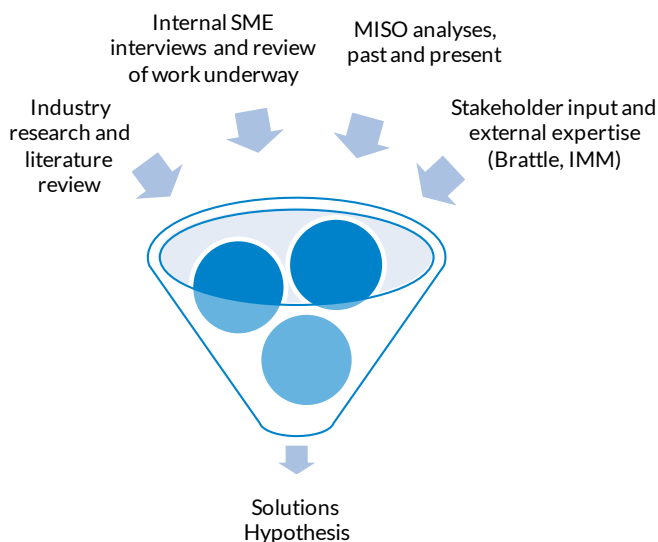 Internal SME
interviews and review
of work underway
MISO analyses,
past and present
Industry
research and
literature
review
Stakeholder input and
external expertise
(Brattle, IMM)
Solutions
Hypothesis